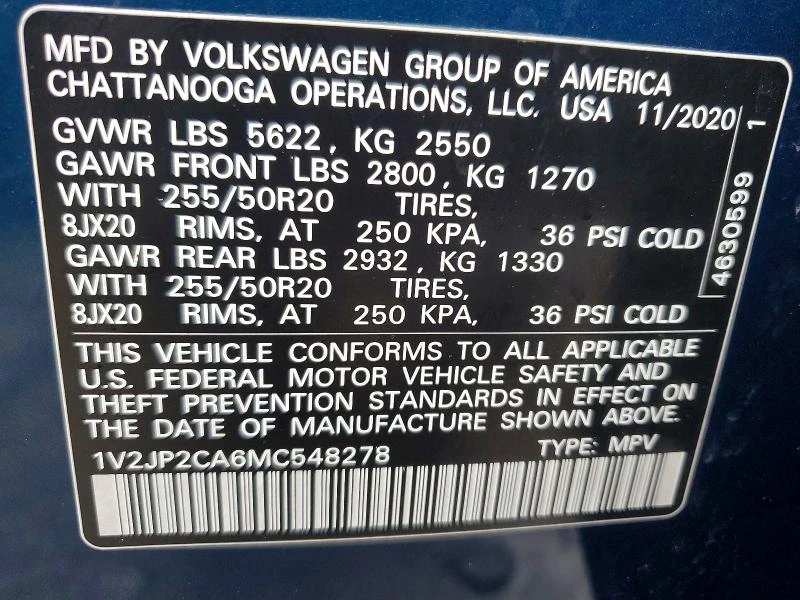 MFD BY VOLKSWAGEN GROUP OF AMERICA
CHATTANOOGA OPERATIONS, LLC. USA 11/2020
GVWR LBS 5622, KG 2550
GAWR FRONT LBS 2800, KG 1270
WITH 255/50R20 TIRES,
8JX20 RIMS, AT 250 KPA, 36 PSI COLD
GAWR REAR LBS 2932, KG 1330
WITH 255/50R20 TIRES,
8JX20 RIMS, AT 250 KPA, 36 PSI COLD
4630599 1
THIS VEHICLE CONFORMS TO ALL APPLICABLE
U.S. FEDERAL MOTOR VEHICLE SAFETY AND
THEFT PREVENTION STANDARDS IN EFFECT ON
THE DATE OF MANUFACTURE SHOWN ABOVE.
1V2JP2CA6MC548278 TYPE: MPV